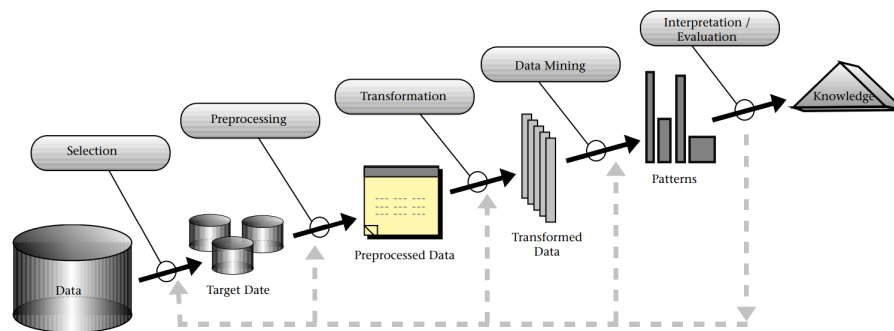 Interpretation /
Evaluation
Data Mining
Transformation
Preprocessing
Selection
Knowledge
Patterns
Transformed
Data
Preprocessed Data
Target Date
Data